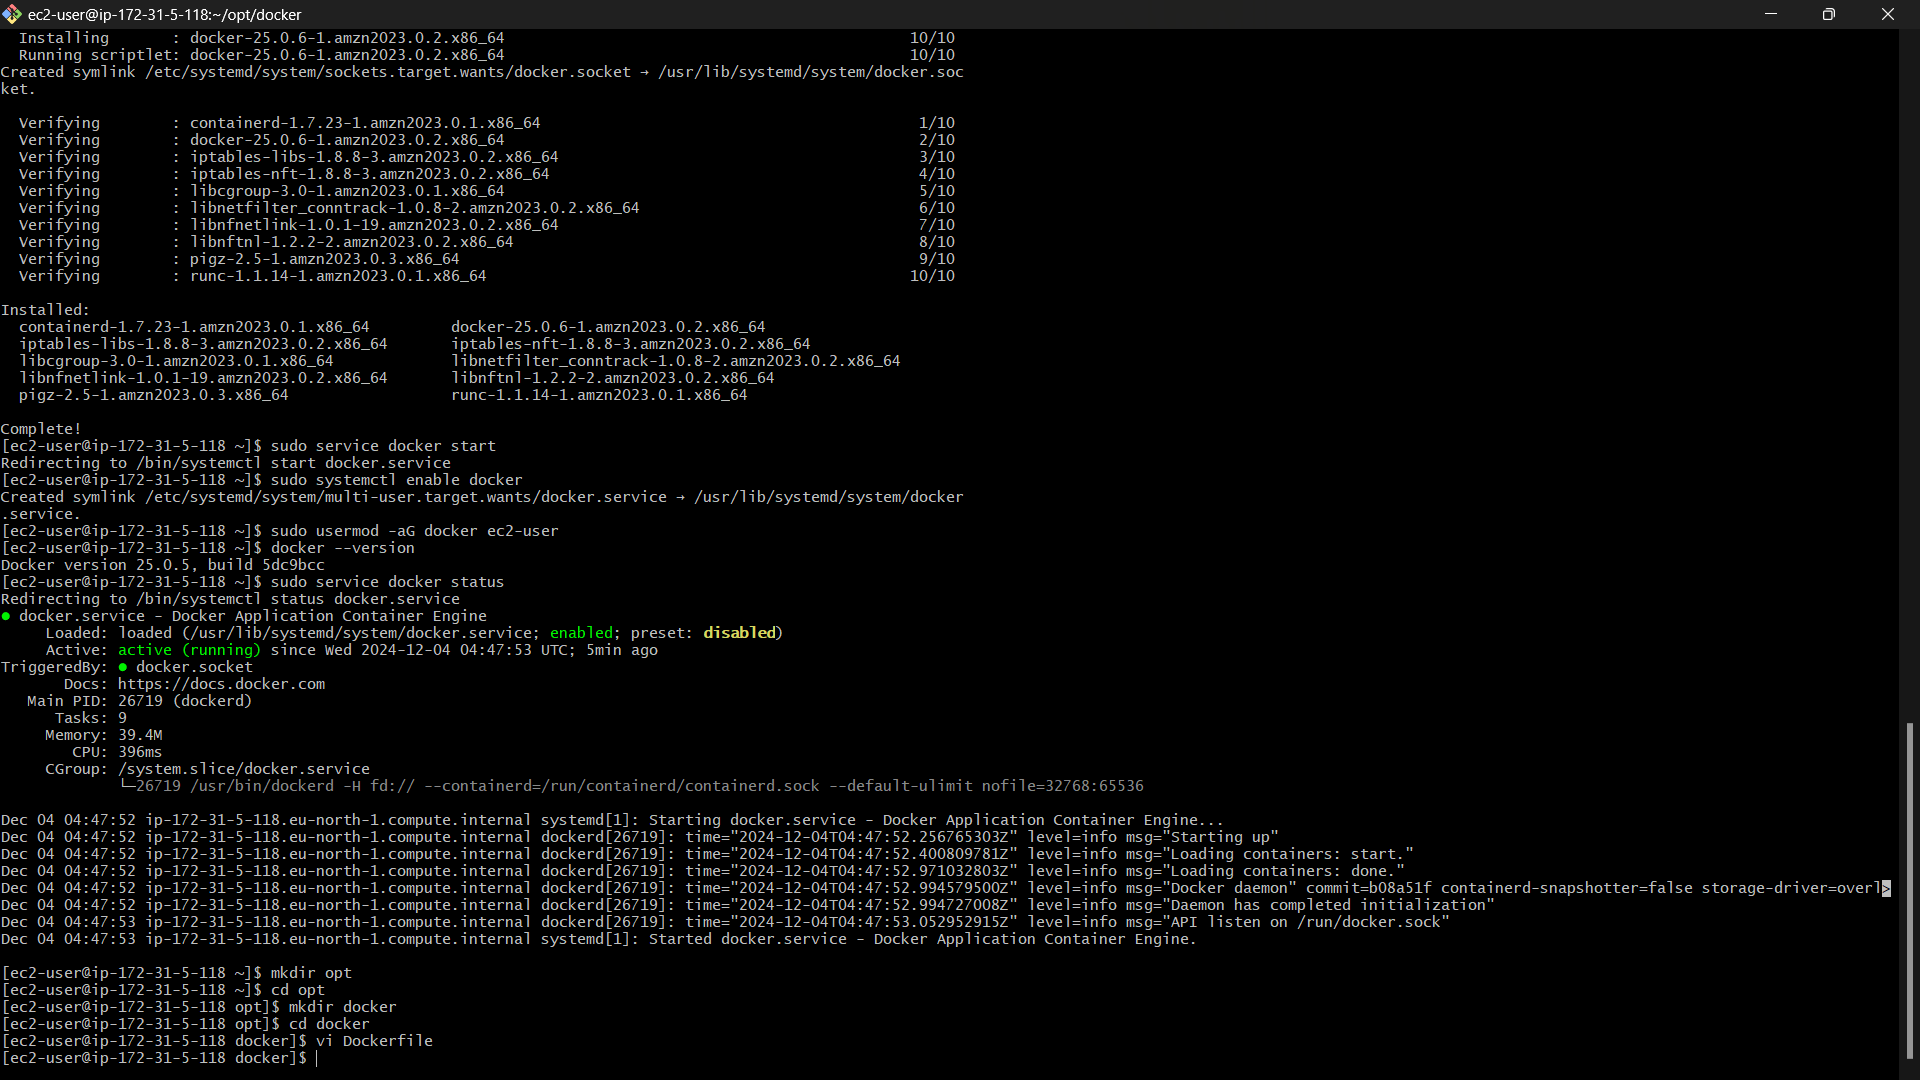 ec2-user@ip-172-31-5-118:~/opt/docker
Installing : docker-25.0.6-1.amzn2023.0.2.x86_64 10/10
Running scriptlet: docker-25.0.6-1.amzn2023.0.2.x86_64 10/10
Created symlink /etc/systemd/system/sockets.target.wants/docker.socket → /usr/lib/systemd/system/docker.soc
ket.
Verifying : containerd-1.7.23-1.amzn2023.0.1.x86_64 1/10
Verifying : docker-25.0.6-1.amzn2023.0.2.x86_64 2/10
Verifying : iptables-libs-1.8.8-3.amzn2023.0.2.x86_64 3/10
Verifying : iptables-nft-1.8.8-3.amzn2023.0.2.x86_64 4/10
Verifying : libcgroup-3.0-1.amzn2023.0.1.x86_64 5/10
Verifying : libnetfilter_conntrack-1.0.8-2.amzn2023.0.2.x86_64 6/10
Verifying : libnfnetlink-1.0.1-19.amzn2023.0.2.x86_64 7/10
Verifying : libnftnl-1.2.2-2.amzn2023.0.2.x86_64 8/10
Verifying : pigz-2.5-1.amzn2023.0.3.x86_64 9/10
Verifying : runc-1.1.14-1.amzn2023.0.1.x86_64 10/10
Installed:
containerd-1.7.23-1.amzn2023.0.1.x86_64 docker-25.0.6-1.amzn2023.0.2.x86_64
iptables-libs-1.8.8-3.amzn2023.0.2.x86_64 iptables-nft-1.8.8-3.amzn2023.0.2.x86_64
libcgroup-3.0-1.amzn2023.0.1.x86_64 libnetfilter_conntrack-1.0.8-2.amzn2023.0.2.x86_64
libnfnetlink-1.0.1-19.amzn2023.0.2.x86_64 libnftnl-1.2.2-2.amzn2023.0.2.x86_64
pigz-2.5-1.amzn2023.0.3.x86_64 runc-1.1.14-1.amzn2023.0.1.x86_64
Complete!
[ec2-user@ip-172-31-5-118 ~]$ sudo service docker start
Redirecting to /bin/systemctl start docker.service
[ec2-user@ip-172-31-5-118 ~]$ sudo systemctl enable docker
Created symlink /etc/systemd/system/multi-user.target.wants/docker.service → /usr/lib/systemd/system/docker
.service.
[ec2-user@ip-172-31-5-118 ~]$ sudo usermod -aG docker ec2-user
[ec2-user@ip-172-31-5-118 ~]$ docker --version
Docker version 25.0.5, build 5dc9bcc
[ec2-user@ip-172-31-5-118 ~]$ sudo service docker status
Redirecting to /bin/systemctl status docker.service
● docker.service - Docker Application Container Engine
Loaded: loaded (/usr/lib/systemd/system/docker.service; enabled; preset: disabled)
Active: active (running) since Wed 2024-12-04 04:47:53 UTC; 5min ago
TriggeredBy: ● docker.socket
Docs: https://docs.docker.com
Main PID: 26719 (dockerd)
Tasks: 9
Memory: 39.4M
CPU: 396ms
CGroup: /system.slice/docker.service
└─26719 /usr/bin/dockerd -H fd:// --containerd=/run/containerd/containerd.sock --default-ulimit nofile=32768:65536
Dec 04 04:47:52 ip-172-31-5-118.eu-north-1.compute.internal systemd[1]: Starting docker.service - Docker Application Container Engine...
Dec 04 04:47:52 ip-172-31-5-118.eu-north-1.compute.internal dockerd[26719]: time="2024-12-04T04:47:52.256765303Z" level=info msg="Starting up"
Dec 04 04:47:52 ip-172-31-5-118.eu-north-1.compute.internal dockerd[26719]: time="2024-12-04T04:47:52.400809781Z" level=info msg="Loading containers: start."
Dec 04 04:47:52 ip-172-31-5-118.eu-north-1.compute.internal dockerd[26719]: time="2024-12-04T04:47:52.971032803Z" level=info msg="Loading containers: done."
Dec 04 04:47:52 ip-172-31-5-118.eu-north-1.compute.internal dockerd[26719]: time="2024-12-04T04:47:52.994579500Z" level=info msg="Docker daemon" commit=b08a51f containerd-snapshotter=false storage-driver=overl>
Dec 04 04:47:52 ip-172-31-5-118.eu-north-1.compute.internal dockerd[26719]: time="2024-12-04T04:47:52.994727008Z" level=info msg="Daemon has completed initialization"
Dec 04 04:47:53 ip-172-31-5-118.eu-north-1.compute.internal dockerd[26719]: time="2024-12-04T04:47:53.052952915Z" level=info msg="API listen on /run/docker.sock"
Dec 04 04:47:53 ip-172-31-5-118.eu-north-1.compute.internal systemd[1]: Started docker.service - Docker Application Container Engine.
[ec2-user@ip-172-31-5-118 ~]$ mkdir opt
[ec2-user@ip-172-31-5-118 ~]$ cd opt
[ec2-user@ip-172-31-5-118 opt]$ mkdir docker
[ec2-user@ip-172-31-5-118 opt]$ cd docker
[ec2-user@ip-172-31-5-118 docker]$ vi Dockerfile
[ec2-user@ip-172-31-5-118 docker]$